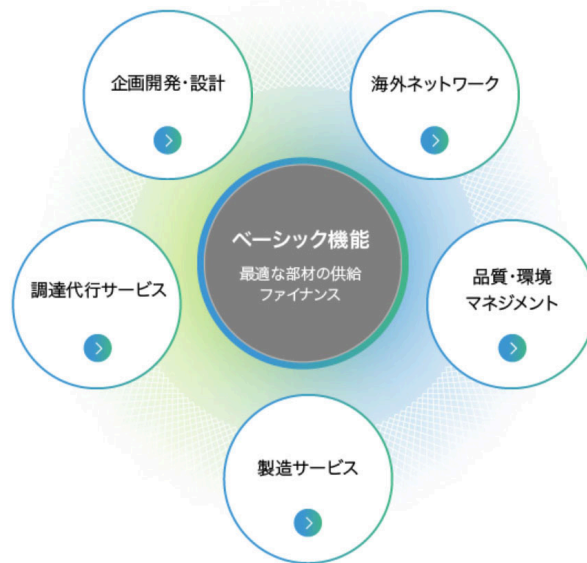 企画開発・設計
海外ネットワーク
ベーシック機能
最適な部材の供給
ファイナンス
調達代行サービス
品質・環境
マネジメント
製造サービス